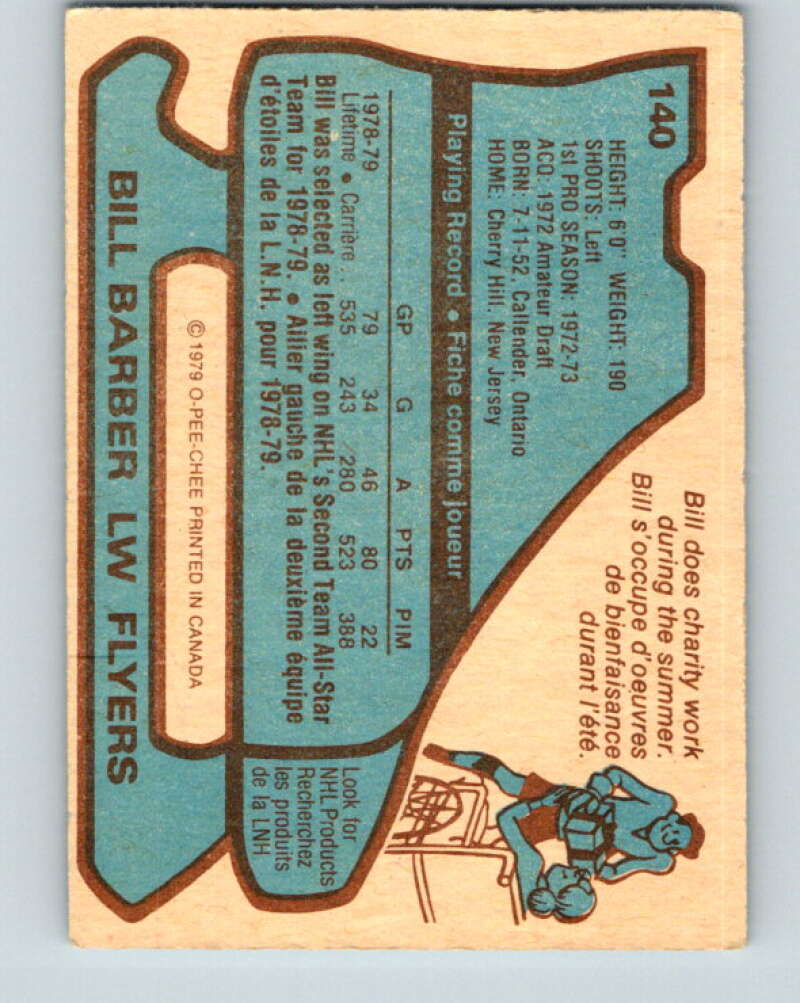 140
HEIGHT: 6'0" WEIGHT: 190
SHOOTS: Left
1st PRO SEASON: 1972-73
ACQ: 1972 Amateur Draft
BORN: 7-11-52, Callender, Ontario
HOME: Cherry Hill, New Jersey
Bill does charity work
during the summer.
Bill s'occupe d'oeuvres
de bienfaisance
durant l'été.
Playing Record • Fiche comme joueur
GP G A PTS PIM
1978-79 79 34 46 80 22
Lifetime • Carrière ... 535 243 280 523 388
Bill was selected as left wing on NHL's Second Team All-Star
Team for 1978-79. • Ailier gauche de la deuxième équipe
d'étoiles de la L.N.H. pour 1978-79.
Look for
NHL Products
Recherchez
les produits
de la LNH
© 1979 O-PEE-CHEE PRINTED IN CANADA
BILL BARBER LW FLYERS